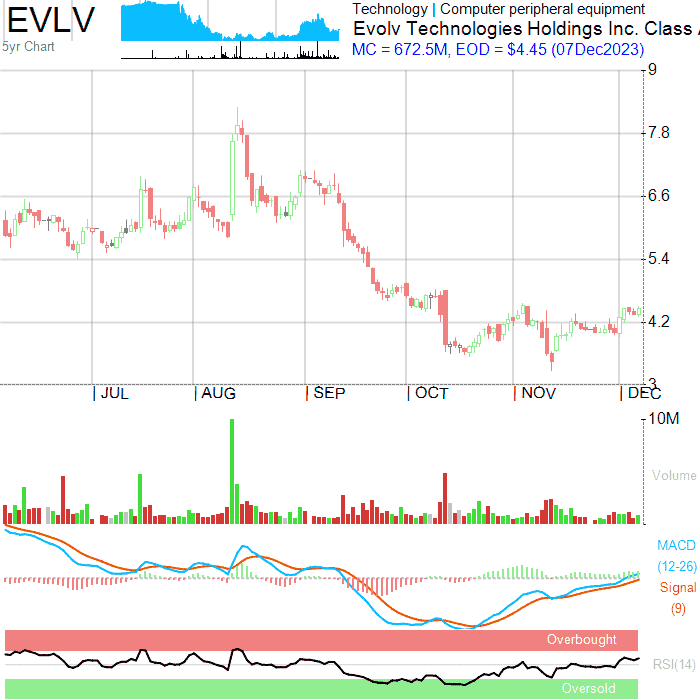 EVLV
5yr Chart
Technology | Computer peripheral equipment
Evolv Technologies Holdings Inc. Class A
MC = 672.5M, EOD = $4.45 (07Dec2023)
9
7.8
6.6
5.4
4.2
3
JUL
AUG
SEP
OCT
NOV
DEC
10M
Volume
MACD
(12-26)
Signal
(9)
Overbought
RSI(14)
Oversold